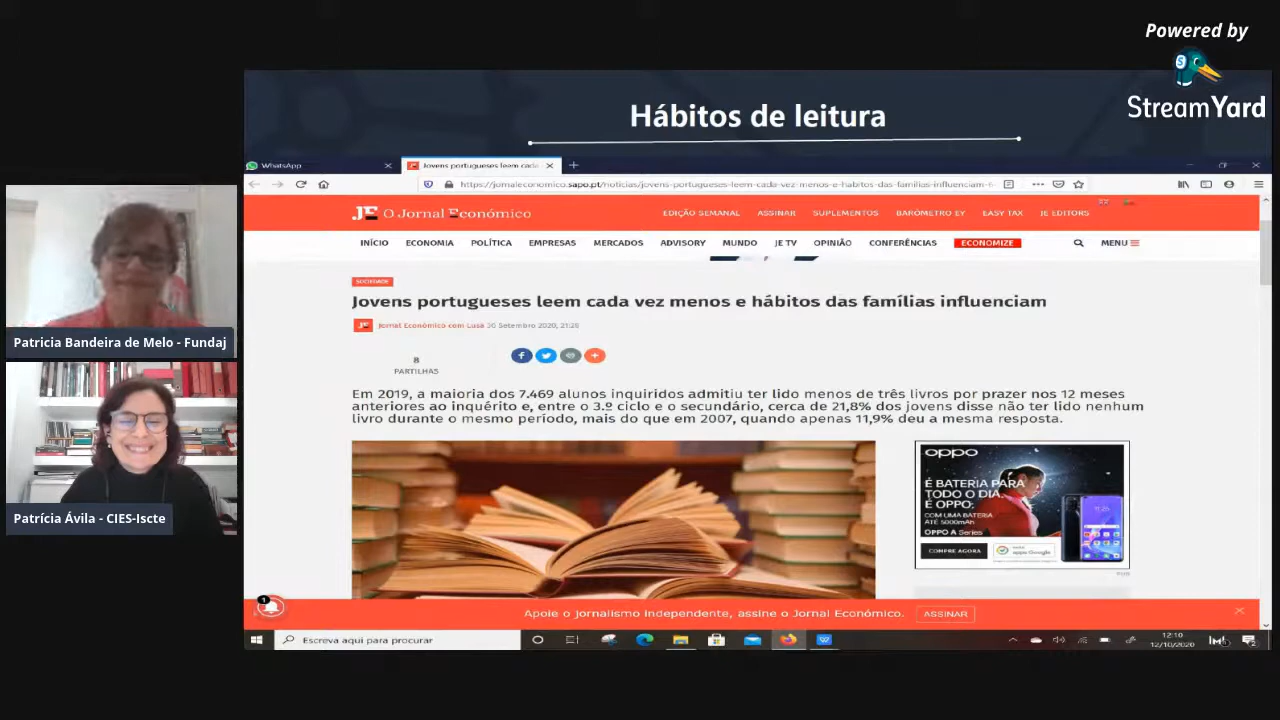 Powered by
StreamYard
Hábitos de leitura
WhatsApp
Jovens portugueses leem cada
https://jornaleconomico.sapo.pt/noticias/jovens-portugueses-leem-cada-vez-menos-e-habitos-das-familias-influenciam
JE O Jornal Económico
EDIÇÃO SEMANAL ASSINAR SUPLEMENTOS BARÓMETRO EY EASY TAX JE EDITORS
INÍCIO ECONOMIA POLÍTICA EMPRESAS MERCADOS ADVISORY MUNDO JE TV OPINIÃO CONFERÊNCIAS ECONOMIZE MENU
SOCIEDADE
Jovens portugueses leem cada vez menos e hábitos das famílias influenciam
JE Jornal Económico com Lusa 30 Setembro 2020, 21:29
8
PARTILHAS
Em 2019, a maioria dos 7.469 alunos inquiridos admitiu ter lido menos de três livros por prazer nos 12 meses
anteriores ao inquérito e, entre o 3.º ciclo e o secundário, cerca de 21,8% dos jovens disse não ter lido nenhum
livro durante o mesmo período, mais do que em 2007, quando apenas 11,9% deu a mesma resposta.
oppo
É BATERIA PARA
TODO O DIA.
É OPPO.
COM UMA BATERIA
ATÉ 5000mAh
OPPO A Series
COMPRE AGORA
PUB
Patricia Bandeira de Melo - Fundaj
Patrícia Ávila - CIES-Iscte
1
Apoie o Jornalismo Independente, assine o Jornal Económico. ASSINAR
Escreva aqui para procurar
12:10
12/10/2020